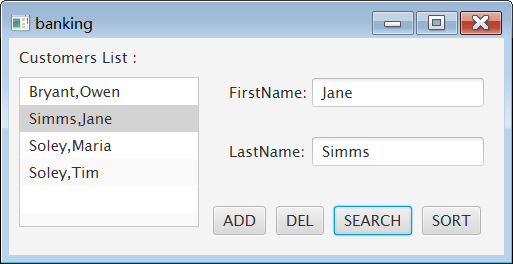 banking
Customers List :
Bryant,Owen
Simms,Jane
Soley,Maria
Soley,Tim
FirstName: Jane
LastName: Simms
ADD DEL SEARCH SORT